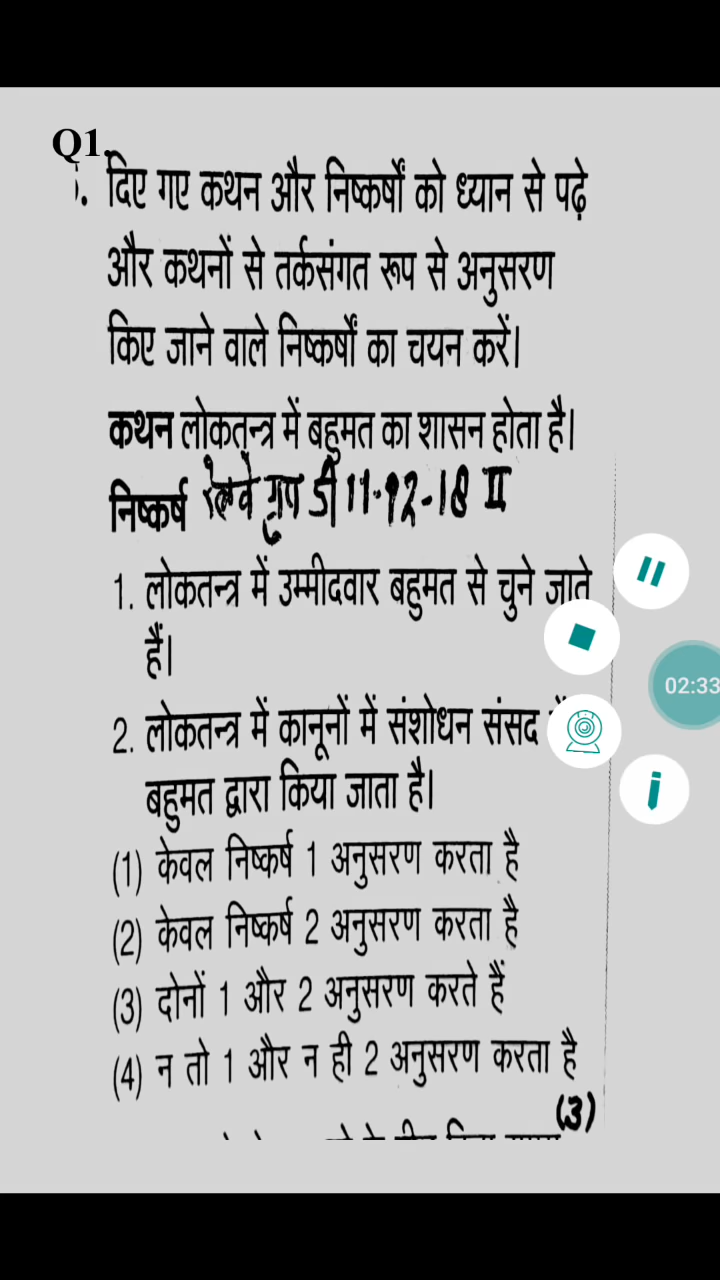 Q1.
दिए गए कथन और निष्कर्षों को ध्यान से पढ़े
और कथनों से तर्कसंगत रूप से अनुसरण
किए जाने वाले निष्कर्षों का चयन करें।
कथन लोकतन्त्र में बहुमत का शासन होता है।
निष्कर्ष रेलवे ग्रुप डी 11-12-18 II
1. लोकतन्त्र में उम्मीदवार बहुमत से चुने जाते
हैं।
2. लोकतन्त्र में कानूनों में संशोधन संसद
बहुमत द्वारा किया जाता है।
(1) केवल निष्कर्ष 1 अनुसरण करता है
(2) केवल निष्कर्ष 2 अनुसरण करता है
(3) दोनों 1 और 2 अनुसरण करते हैं
(4) न तो 1 और न ही 2 अनुसरण करता है
(3)
02:33